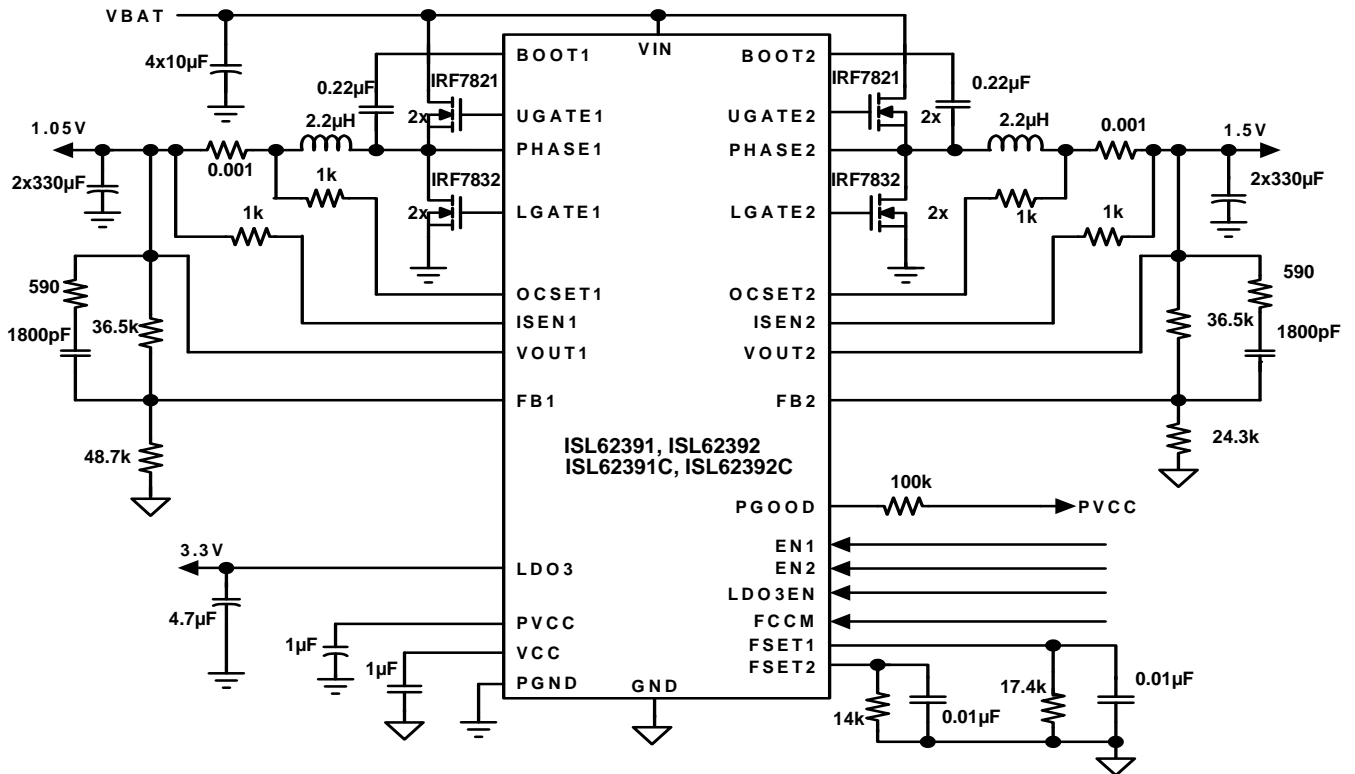 VBAT
4x10µF
0.22µF
IRF7821
2x
2.2µH
1.05V
0.001
2x330µF
1k
1k
IRF7832
2x
590
1800pF
36.5k
48.7k
3.3V
4.7µF
1µF
1µF
VIN
BOOT1
UGATE1
PHASE1
LGATE1
OCSET1
ISEN1
VOUT1
FB1
LDO3
PVCC
VCC
PGND
GND
ISL62391, ISL62392
ISL62391C, ISL62392C
BOOT2
UGATE2
PHASE2
LGATE2
OCSET2
ISEN2
VOUT2
FB2
PGOOD
EN1
EN2
LDO3EN
FCCM
FSET1
FSET2
IRF7821
2x
0.22µF
2.2µH
0.001
1.5V
2x330µF
IRF7832
2x
1k
1k
590
36.5k
1800pF
24.3k
100k
PVCC
14k
0.01µF
17.4k
0.01µF